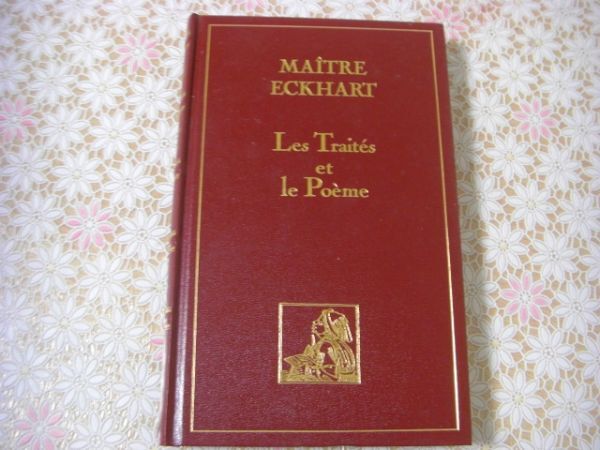 MAÎTRE
ECKHART
Les Traités
et
le Poème